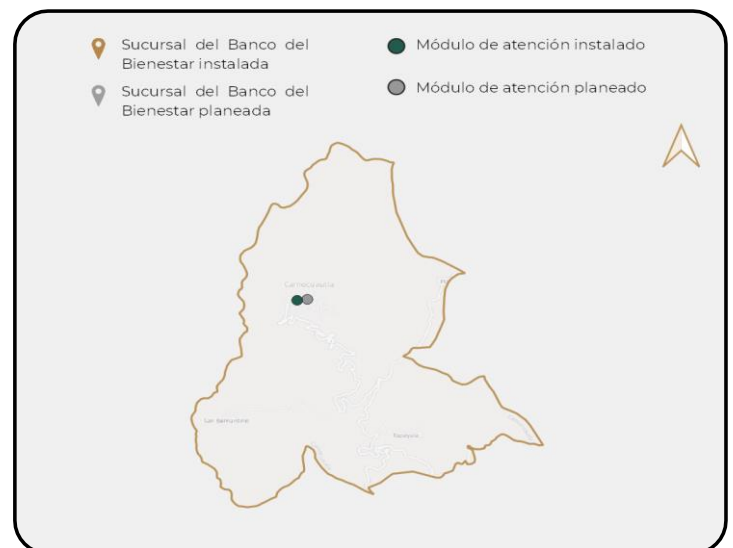 Sucursal del Banco del
Bienestar instalada
Sucursal del Banco del
Bienestar planeada
Módulo de atención instalado
Módulo de atención planeado